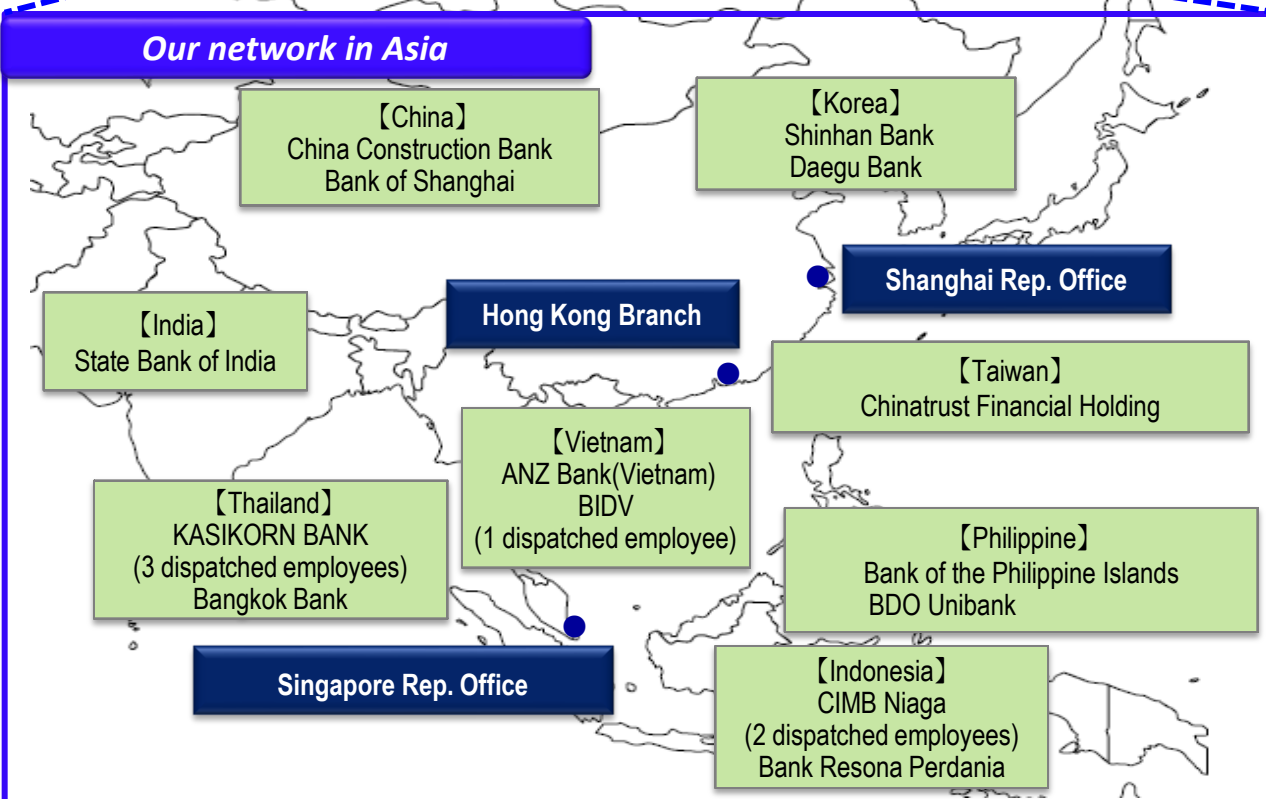 Our network in Asia
【China】
China Construction Bank
Bank of Shanghai
【Korea】
Shinhan Bank
Daegu Bank
Shanghai Rep. Office
Hong Kong Branch
【India】
State Bank of India
【Taiwan】
Chinatrust Financial Holding
【Vietnam】
ANZ Bank(Vietnam)
BIDV
(1 dispatched employee)
【Thailand】
KASIKORN BANK
(3 dispatched employees)
Bangkok Bank
【Philippine】
Bank of the Philippine Islands
BDO Unibank
Singapore Rep. Office
【Indonesia】
CIMB Niaga
(2 dispatched employees)
Bank Resona Perdania